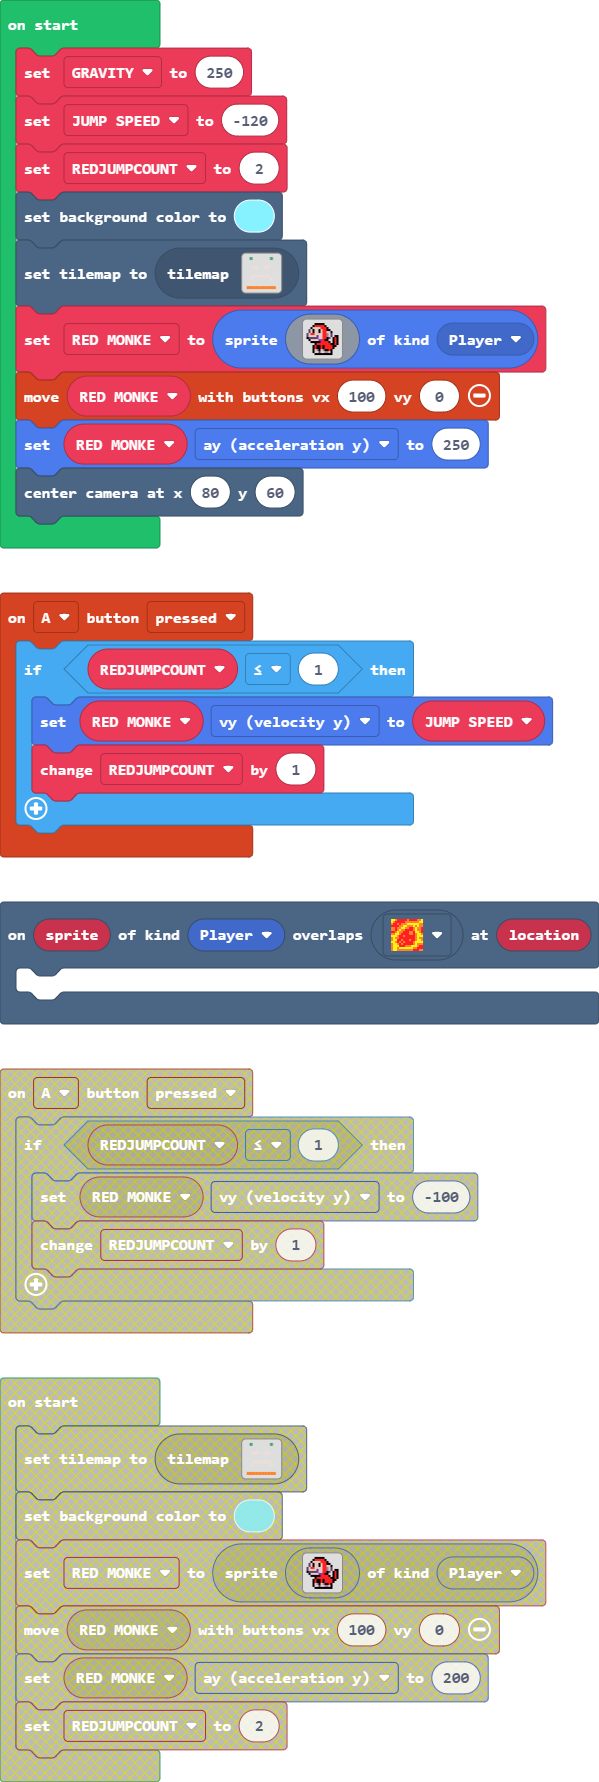 on start
set GRAVITY to 250
set JUMP SPEED to -120
set REDJUMPCOUNT to 2
set background color to
set tilemap to tilemap
set RED MONKE to sprite of kind Player
move RED MONKE with buttons vx 100 vy 0
set RED MONKE ay (acceleration y) to 250
center camera at x 80 y 60
on A button pressed
if REDJUMPCOUNT ≤ 1 then
set RED MONKE vy (velocity y) to JUMP SPEED
change REDJUMPCOUNT by 1
on sprite of kind Player overlaps at location
on A button pressed
if REDJUMPCOUNT ≤ 1 then
set RED MONKE vy (velocity y) to -100
change REDJUMPCOUNT by 1
on start
set tilemap to tilemap
set background color to
set RED MONKE to sprite of kind Player
move RED MONKE with buttons vx 100 vy 0
set RED MONKE ay (acceleration y) to 200
set REDJUMPCOUNT to 2